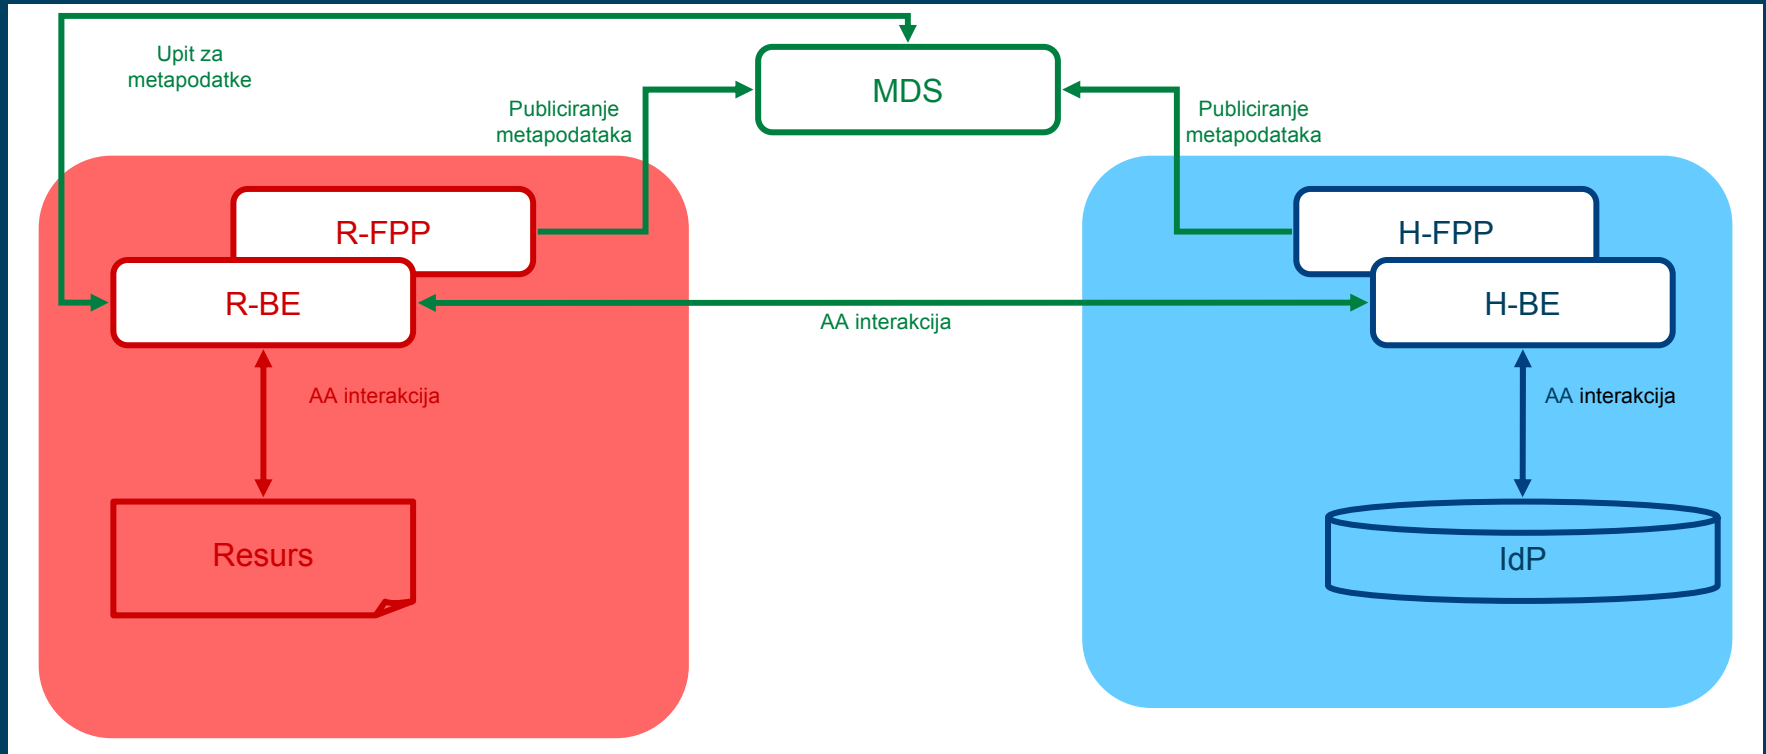 Upit za
metapodatke
MDS
Publiciranje
metapodataka
Publiciranje
metapodataka
R-FPP
H-FPP
R-BE
H-BE
AA interakcija
AA interakcija
AA interakcija
Resurs
IdP